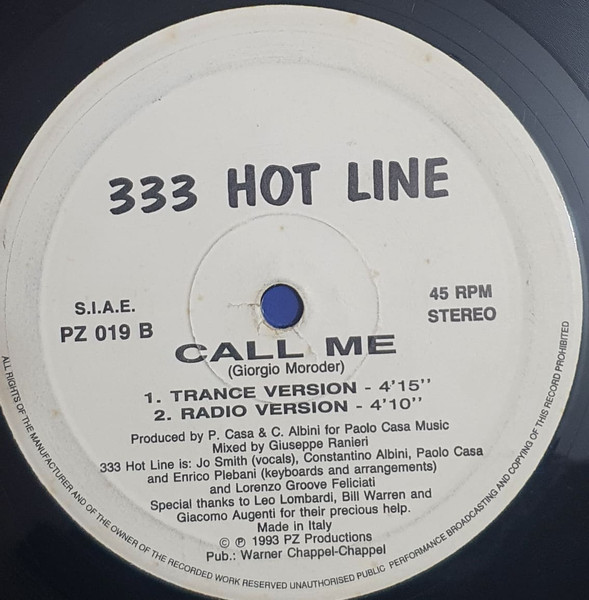 333 HOT LINE
S.I.A.E.
PZ 019 B
45 RPM
STEREO
CALL ME
(Giorgio Moroder)
1. TRANCE VERSION - 4'15''
2. RADIO VERSION - 4'10''
Produced by P. Casa & C. Albini for Paolo Casa Music
Mixed by Giuseppe Ranieri
333 Hot Line is: Jo Smith (vocals), Constantino Albini, Paolo Casa
and Enrico Plebani (keyboards and arrangements)
and Lorenzo Groove Feliciati
Special thanks to Leo Lombardi, Bill Warren and
Giacomo Augenti for their precious help.
Made in Italy
© ℗ 1993 PZ Productions
Pub.: Warner Chappel-Chappel
ALL RIGHTS OF THE MANUFACTURER AND OF THE OWNER OF THE RECORDED WORK RESERVED UNAUTHORISED PUBLIC PERFORMANCE BROADCASTING AND COPYING OF THIS RECORD PROHIBITED